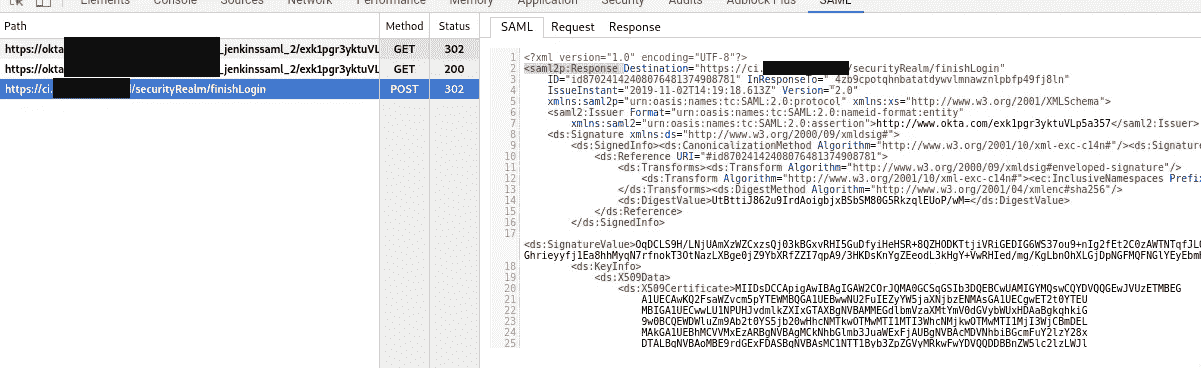 Elements Console Sources Network Performance Memory Application Security Audits Adblock Plus SAML
Path Method Status
https://okta _jenkinssaml_2/exk1pgr3yktuVL GET 302
https://okta _jenkinssaml_2/exk1pgr3yktuVL GET 200
https://ci. /securityRealm/finishLogin POST 302
SAML Request Response
1 <?xml version="1.0" encoding="UTF-8"?>
2 <saml2p:Response Destination="https://ci. /securityRealm/finishLogin"
3 ID="id87024142408076481374908781" InResponseTo="_4zb9cpotqhnbatatdywvlmnawznlpbfp49fj8ln"
4 IssueInstant="2019-11-02T14:19:18.613Z" Version="2.0"
5 xmlns:saml2p="urn:oasis:names:tc:SAML:2.0:protocol" xmlns:xs="http://www.w3.org/2001/XMLSchema">
6 <saml2:Issuer Format="urn:oasis:names:tc:SAML:2.0:nameid-format:entity"
7 xmlns:saml2="urn:oasis:names:tc:SAML:2.0:assertion">http://www.okta.com/exk1pgr3yktuVLp5a357</saml2:Issuer>
8 <ds:Signature xmlns:ds="http://www.w3.org/2000/09/xmldsig#">
9 <ds:SignedInfo><ds:CanonicalizationMethod Algorithm="http://www.w3.org/2001/10/xml-exc-c14n#"/><ds:Signatur
10 <ds:Reference URI="#id87024142408076481374908781">
11 <ds:Transforms><ds:Transform Algorithm="http://www.w3.org/2000/09/xmldsig#enveloped-signature"/>
12 <ds:Transform Algorithm="http://www.w3.org/2001/10/xml-exc-c14n#"><ec:InclusiveNamespaces Prefix
13 </ds:Transforms><ds:DigestMethod Algorithm="http://www.w3.org/2001/04/xmlenc#sha256"/>
14 <ds:DigestValue>UtBttiJ862u9IrdAoigbjxBSbSM80G5RkzqlEUoP/wM=</ds:DigestValue>
15 </ds:Reference>
16 </ds:SignedInfo>
17
<ds:SignatureValue>OqDCLS9H/LNjUAmXzWZCxzsQj03kBGxvRHI5GuDfyiHeHSR+8QZHODKTtjiVRiGEDIG6WS37ou9+nIg2fEt2C0zAWTNTqfJL
Ghrieyyfj1Ea8hhMyqN7rfnokT3OtNazLXBge0jZ9YbXRfZZI7qpA9/3HKDsKnYgZEeodL3kHgY+VwRHIed/mg/KgLbnOhXLGjDpNGFMQFNGlYEyEbm
18 <ds:KeyInfo>
19 <ds:X509Data>
20 <ds:X509Certificate>MIIDsDCCApigAwIBAgIGAW2COrJQMA0GCSqGSIb3DQEBCwUAMIGYMQswCQYDVQQGEwJVUzETMBEG
21 A1UECAwKQ2FsaWZvcm5pYTEWMBQGA1UEBwwNU2FuIEZyYW5jaXNjbzENMAsGA1UECgwET2t0YTEU
22 MBIGA1UECwwLU1NPUHJvdmlkZXIxGTAXBgNVBAMMEGdlbmVzaXMtYmV0dGVybWUxHDAaBgkqhkiG
23 9w0BCQEWDWluZm9Ab2t0YS5jb20wHhcNMTkwOTMwMTI1MTI3WhcNMjkwOTMwMTI1MjI3WjCBmDEL
24 MAkGA1UEBhMCVVMxEzARBgNVBAgMCkNhbGlmb3JuaWExFjAUBgNVBAcMDVNhbiBGcmFuY2lzY28x
25 DTALBgNVBAoMBE9rdGExFDASBgNVBAsMC1NTT1Byb3ZpZGVyMRkwFwYDVQQDDBBnZW5lc2lzLWJl